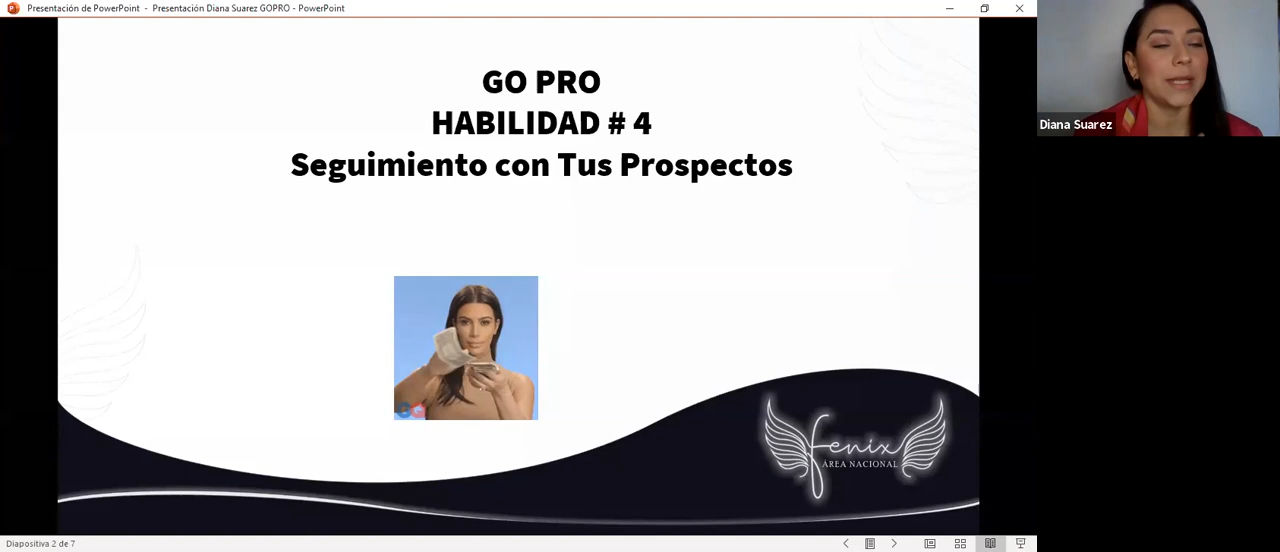 Presentación de PowerPoint - Presentación Diana Suarez GOPRO - PowerPoint
GO PRO
HABILIDAD # 4
Seguimiento con Tus Prospectos
Diana Suarez
fenix
ÁREA NACIONAL
Diapositiva 2 de 7